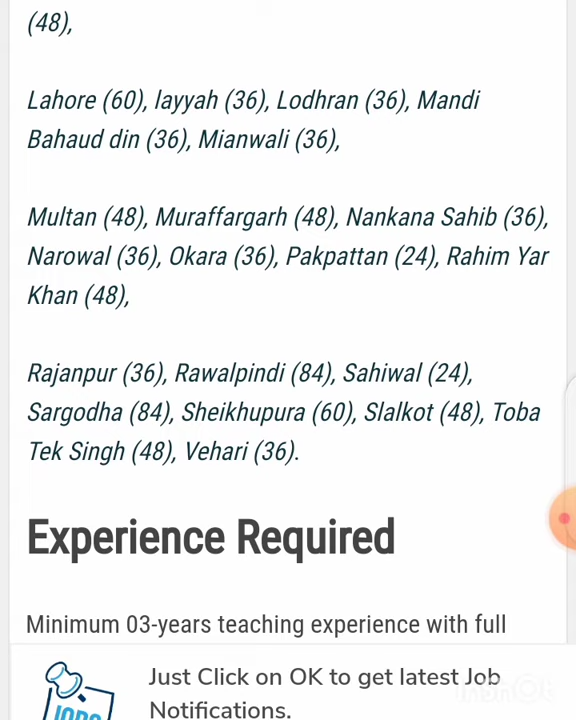 (48),
Lahore (60), layyah (36), Lodhran (36), Mandi
Bahaud din (36), Mianwali (36),
Multan (48), Muraffargarh (48), Nankana Sahib (36),
Narowal (36), Okara (36), Pakpattan (24), Rahim Yar
Khan (48),
Rajanpur (36), Rawalpindi (84), Sahiwal (24),
Sargodha (84), Sheikhupura (60), Slalkot (48), Toba
Tek Singh (48), Vehari (36).
Experience Required
Minimum 03-years teaching experience with full
Just Click on OK to get latest Job
Notifications.
JOBS